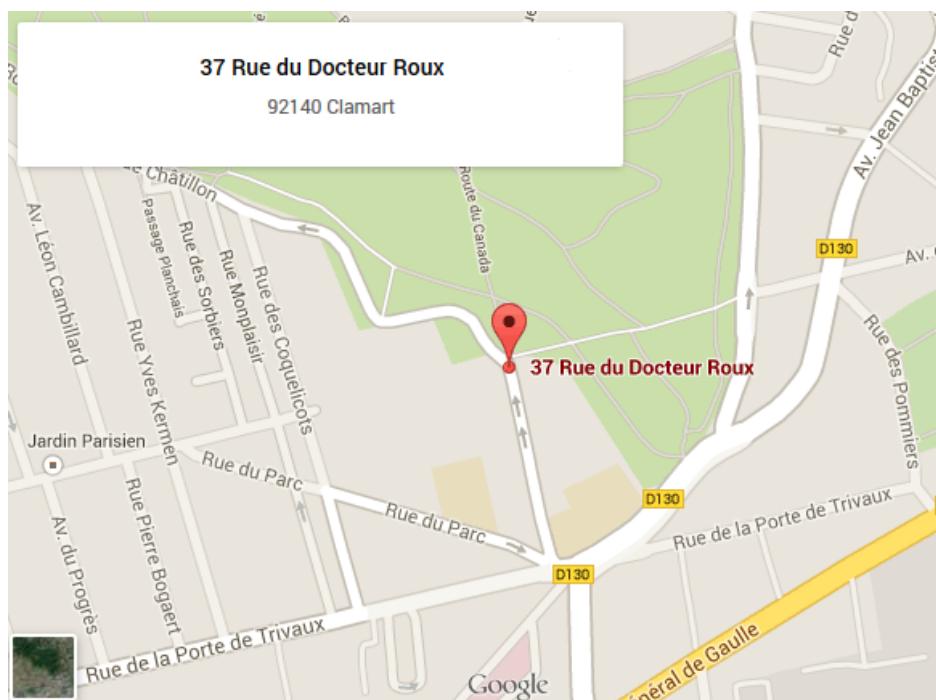 37 Rue du Docteur Roux
92140 Clamart
Rue d
Châtillon
Route du Canada
Av. Jean Baptist
D130
Av.
Av. Léon Cambillard
Passage Planchais
Rue des Sorbiers
Rue Monplaisir
Rue des Coquelicots
Rue Yves Kermen
37 Rue du Docteur Roux
Rue des Pommiers
Jardin Parisien
Rue du Parc
Rue du Parc
D130
Rue de la Porte de Trivaux
Av. du Progrès
Rue Pierre Bogaert
D130
Rue de la Porte de Trivaux
énéral de Gaulle
Google